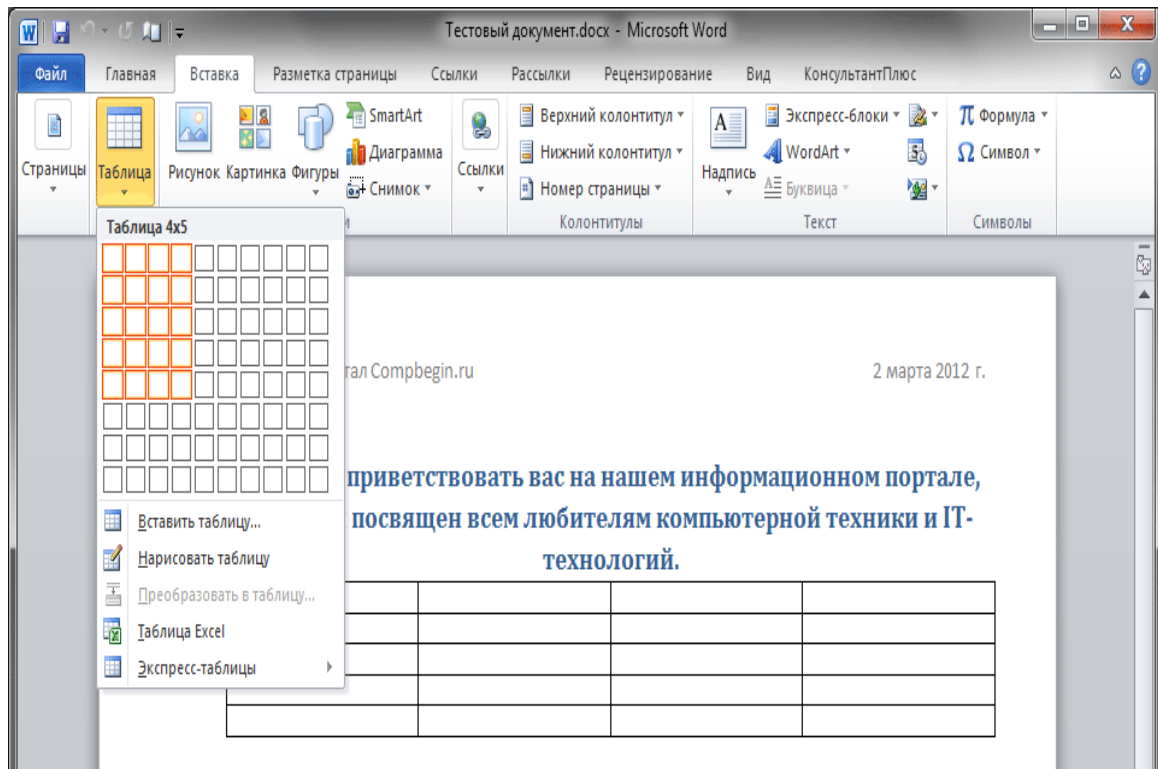 Тестовый документ.docx - Microsoft Word
Файл Главная Вставка Разметка страницы Ссылки Рассылки Рецензирование Вид КонсультантПлюс
Страницы
Таблица
Рисунок Картинка Фигуры
SmartArt
Диаграмма
Снимок
Ссылки
Верхний колонтитул
Нижний колонтитул
Номер страницы
Колонтитулы
Надпись
Экспресс-блоки
WordArt
Буквица
Текст
Формула
Символ
Символы
Таблица 4x5
Вставить таблицу...
Нарисовать таблицу
Преобразовать в таблицу...
Таблица Excel
Экспресс-таблицы
Compbegin.ru 2 марта 2012 г.
приветствовать вас на нашем информационном портале,
посвящен всем любителям компьютерной техники и IT-
технологий.